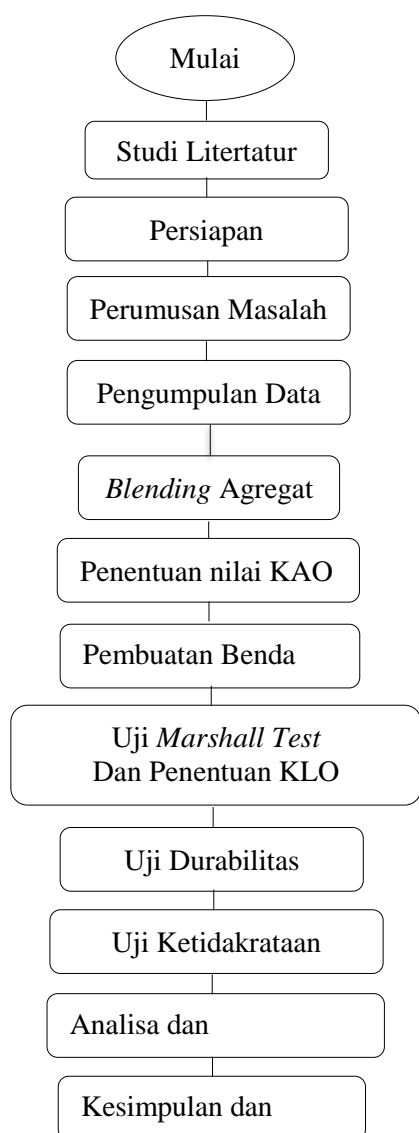 Mulai
Studi Litertatur
Persiapan
Perumusan Masalah
Pengumpulan Data
Blending Agregat
Penentuan nilai KAO
Pembuatan Benda
Uji Marshall Test
Dan Penentuan KLO
Uji Durabilitas
Uji Ketidakrataan
Analisa dan
Kesimpulan dan